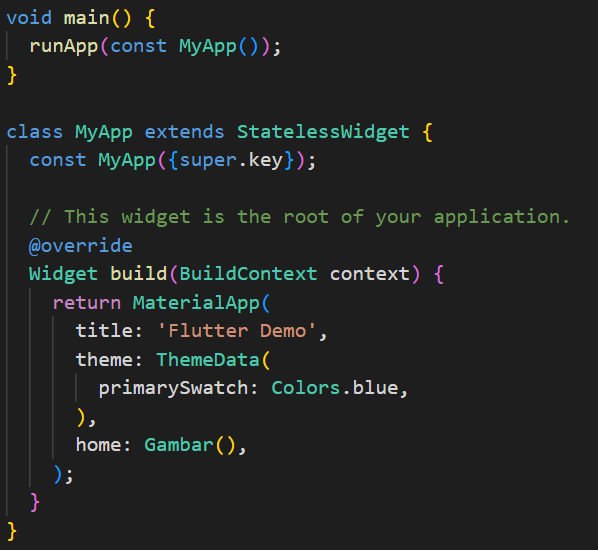 void main() {
  runApp(const MyApp());
}

class MyApp extends StatelessWidget {
  const MyApp({super.key});

  // This widget is the root of your application.
  @override
  Widget build(BuildContext context) {
    return MaterialApp(
      title: 'Flutter Demo',
      theme: ThemeData(
        primarySwatch: Colors.blue,
      ),
      home: Gambar(),
    );
  }
}